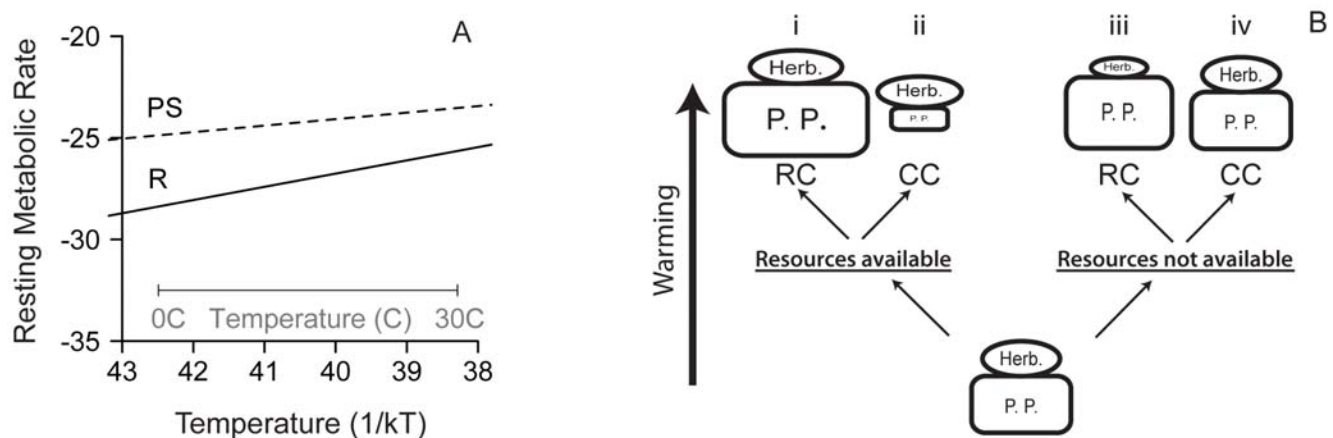 A
Resting Metabolic Rate
-20
-25
-30
-35
PS
R
0C Temperature (C) 30C
43 42 41 40 39 38
Temperature (1/kT)
B
i ii iii iv
Herb.
P. P.
Herb.
P. P.
Herb.
P. P.
Herb.
P. P.
RC CC RC CC
Warming
Resources available Resources not available
Herb.
P. P.